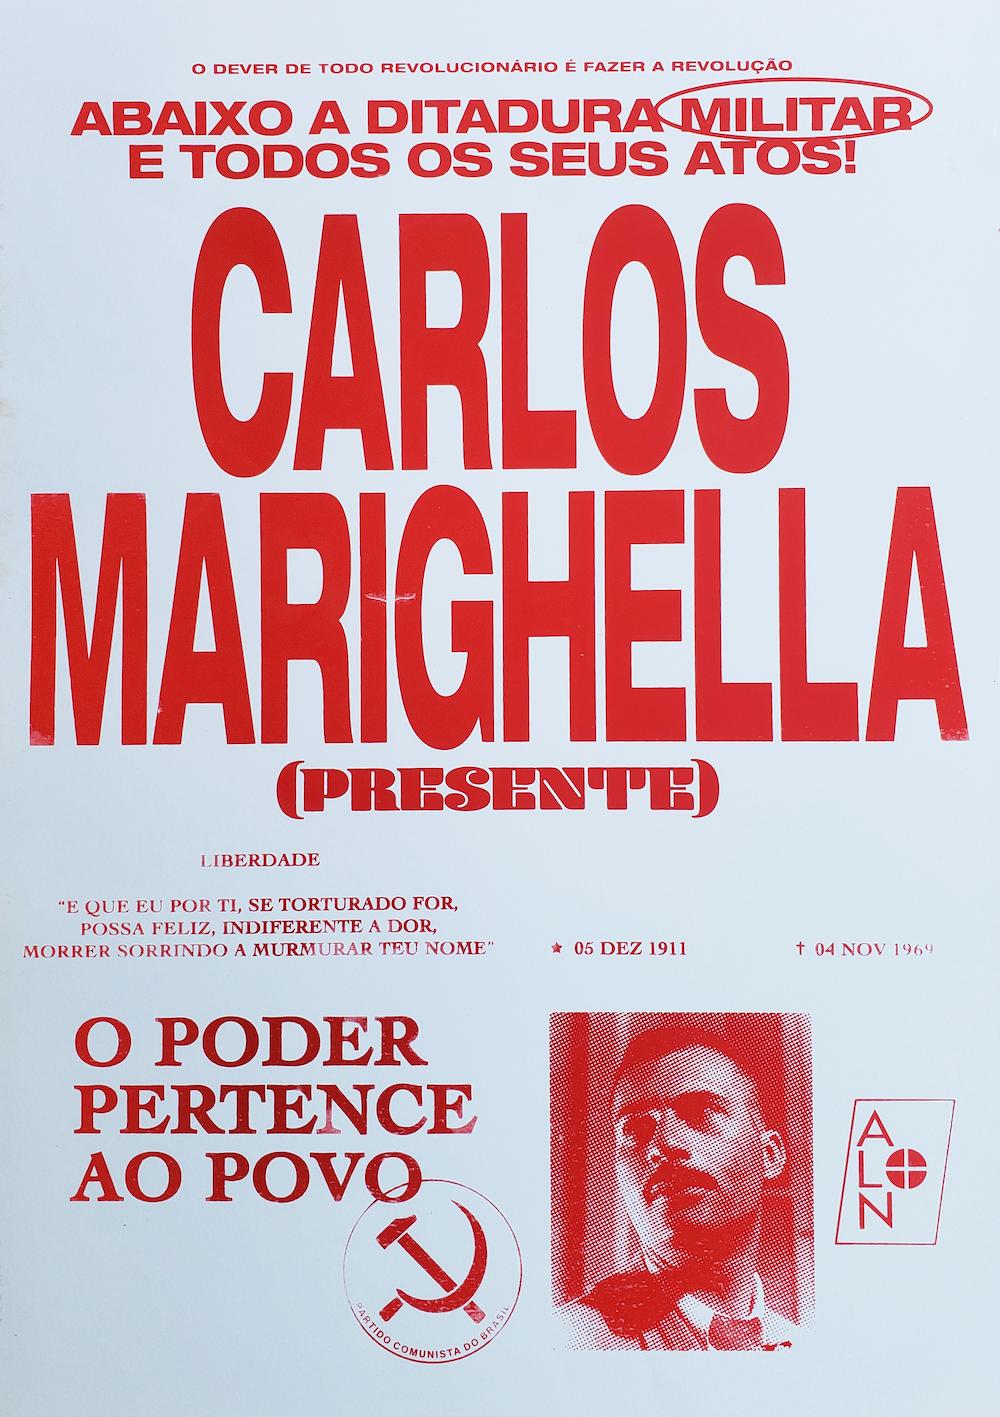 O DEVER DE TODO REVOLUCIONÁRIO É FAZER A REVOLUÇÃO
ABAIXO A DITADURA MILITAR
E TODOS OS SEUS ATOS!
CARLOS
MARIGHELLA
(PRESENTE)
LIBERDADE
“E QUE EU POR TI, SE TORTURADO FOR,
POSSA FELIZ, INDIFERENTE A DOR,
MORRER SORRINDO A MURMURAR TEU NOME”
★ 05 DEZ 1911
✝ 04 NOV 1969
O PODER
PERTENCE
AO POVO
PARTIDO COMUNISTA DO BRASIL
ALN